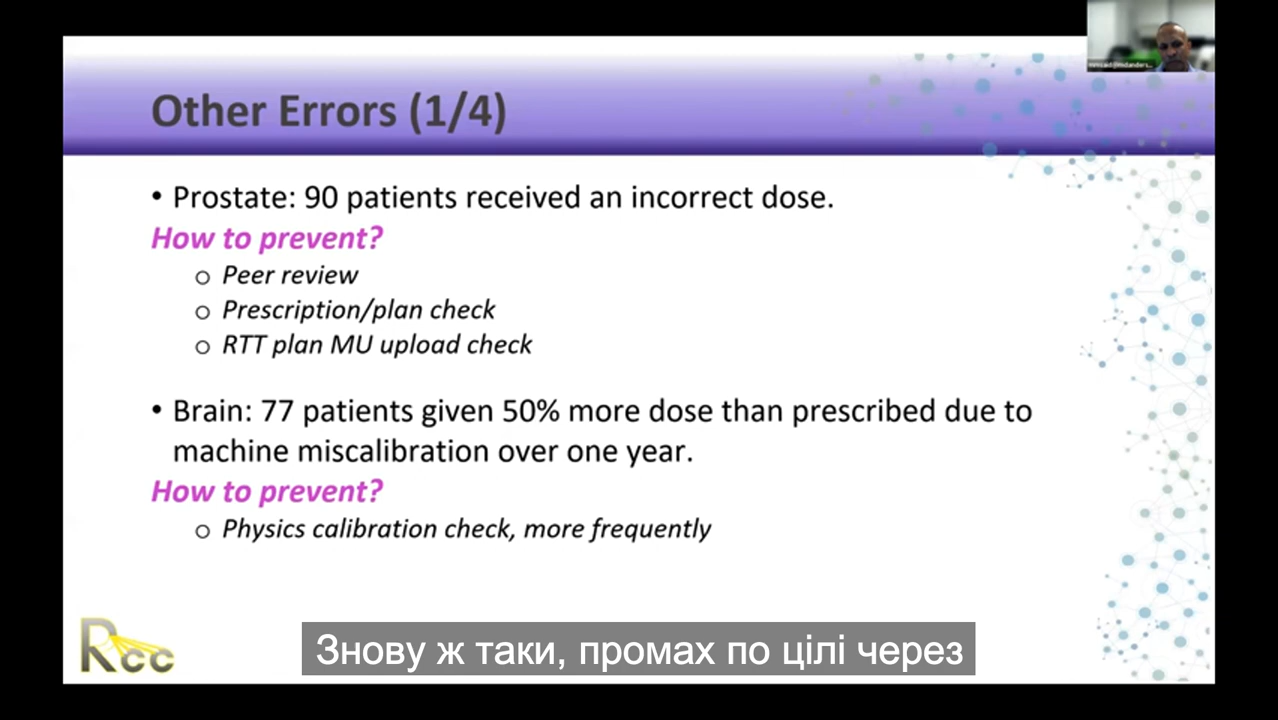 Other Errors (1/4)
• Prostate: 90 patients received an incorrect dose.
How to prevent?
o Peer review
o Prescription/plan check
o RTT plan MU upload check
• Brain: 77 patients given 50% more dose than prescribed due to
machine miscalibration over one year.
How to prevent?
o Physics calibration check, more frequently
Rcc
Знову ж таки, промах по цілі через